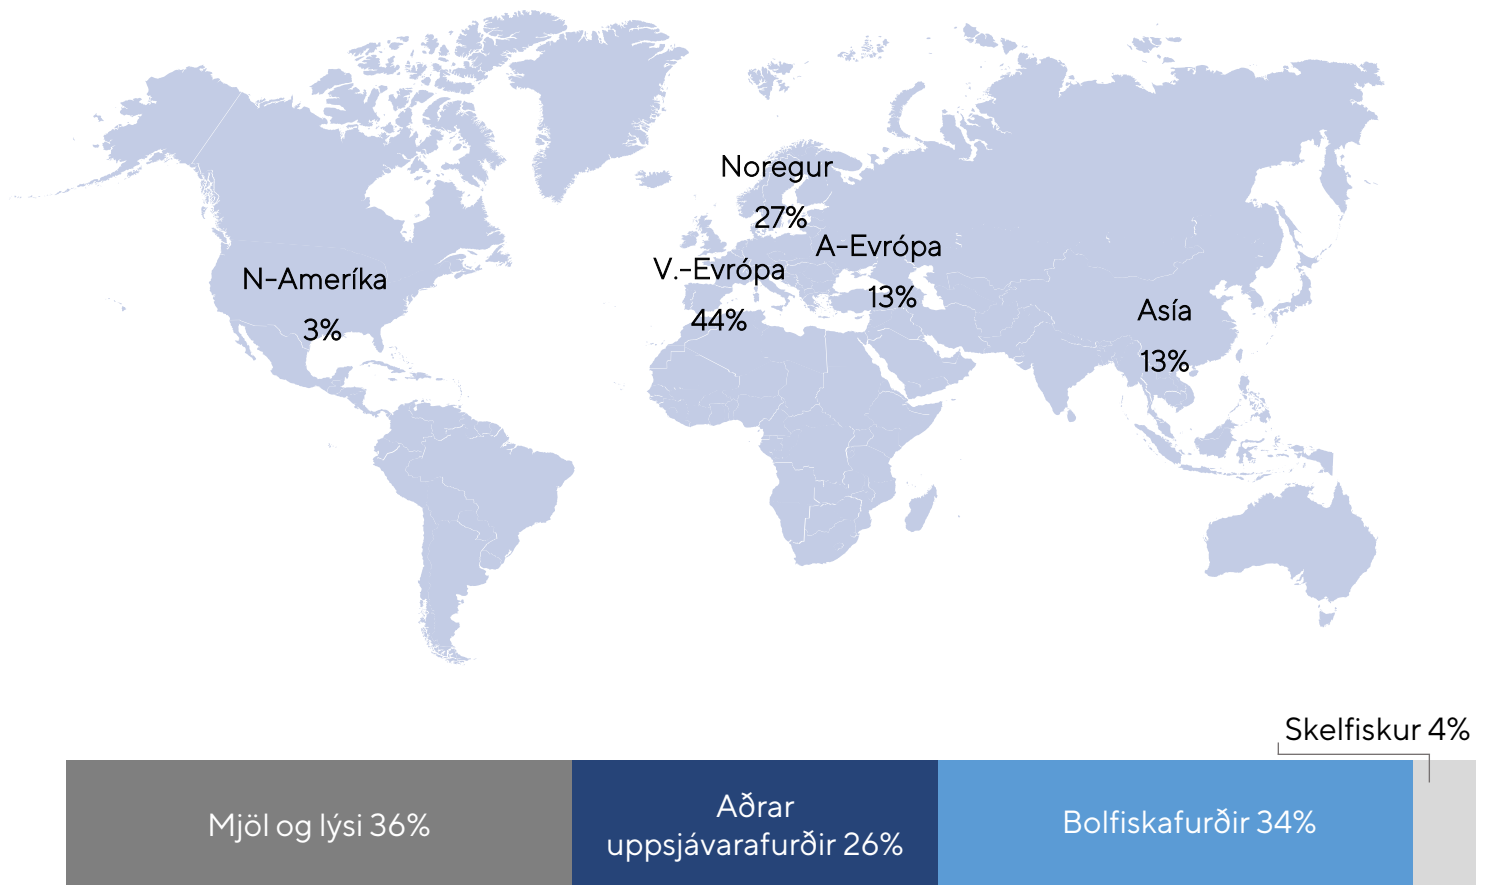 Noregur
27%
A-Evrópa
13%
V.-Evrópa
44%
N-Ameríka
3%
Asía
13%
Skelfiskur 4%
Mjöl og lýsi 36%
Aðrar
uppsjávarafurðir 26%
Bolfiskafurðir 34%